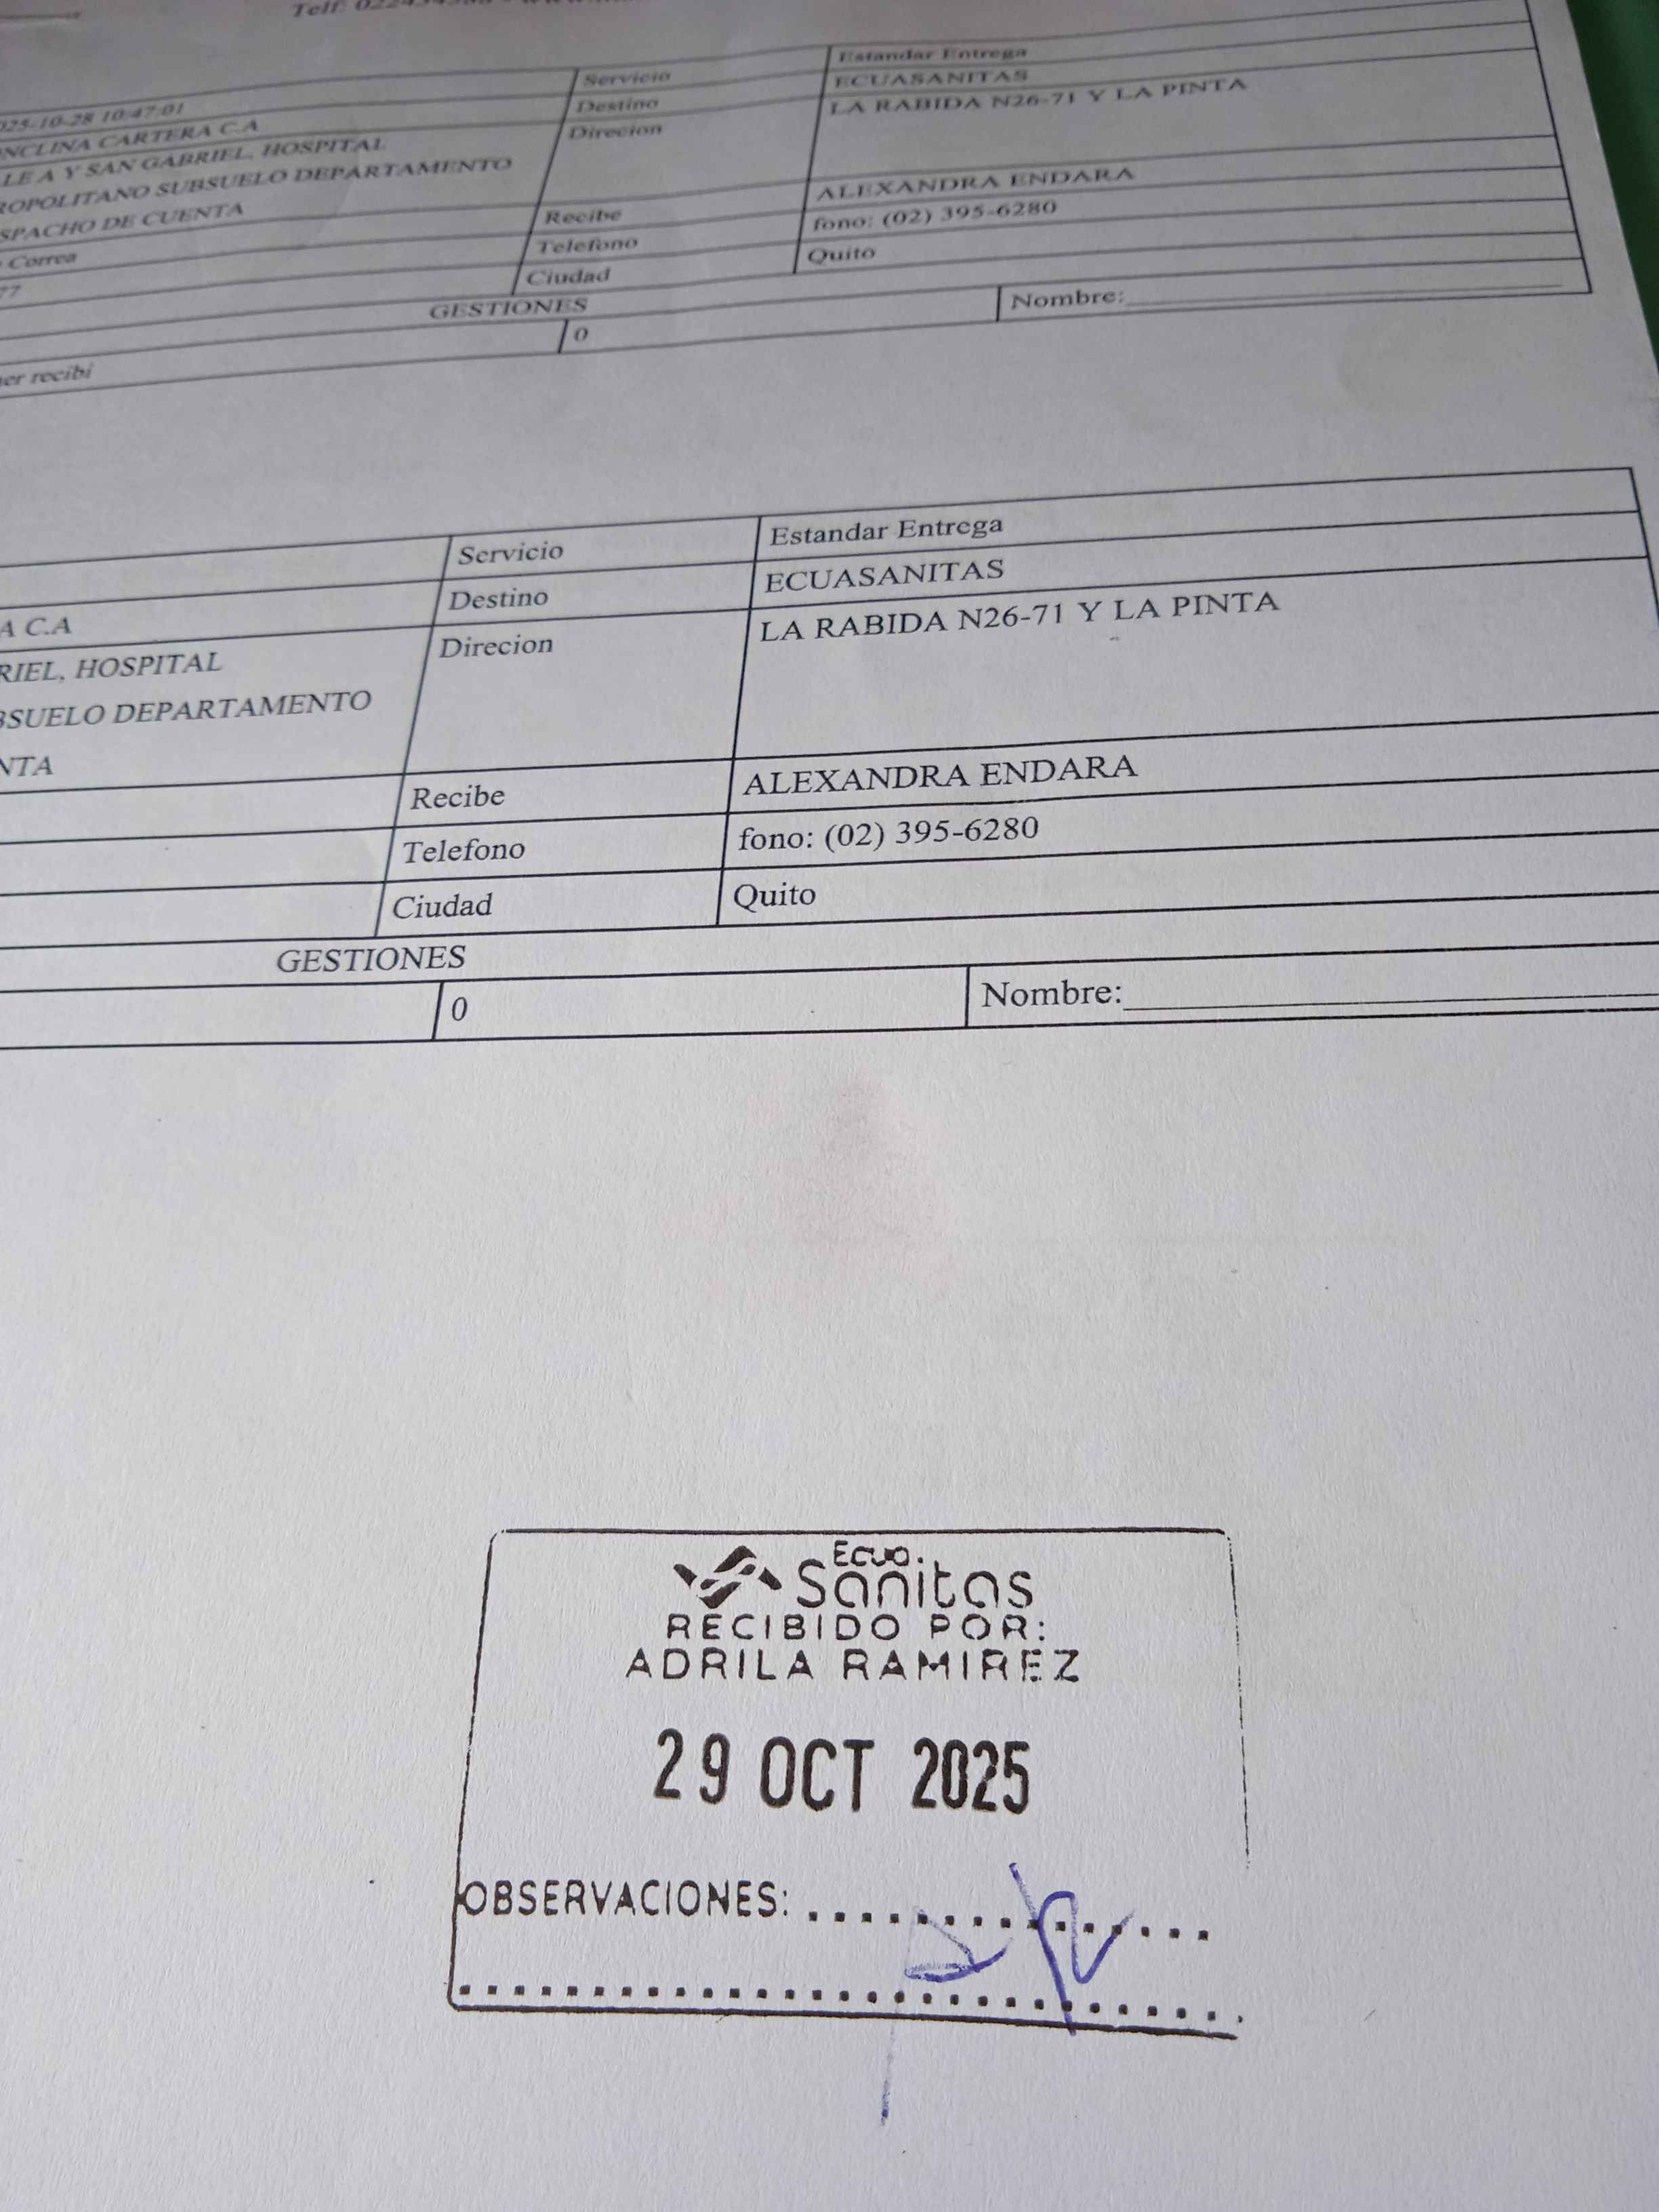 Telf:
Servicio Estandar Entrega
025-10-28 10:47:01 Destino ECUASANITAS
ONCLINA CARTERA C.A Direcion LA RABIDA N26-71 Y LA PINTA
LLE A Y SAN GABRIEL, HOSPITAL
ROPOLITANO SUBSUELO DEPARTAMENTO
SPACHO DE CUENTA Recibe ALEXANDRA ENDARA
Correa Telefono fono: (02) 395-6280
77 Ciudad Quito
GESTIONES
0 Nombre:
er recibi
Servicio Estandar Entrega
Destino ECUASANITAS
A C.A Direcion LA RABIDA N26-71 Y LA PINTA
RIEL, HOSPITAL
BSUELO DEPARTAMENTO
NTA
Recibe ALEXANDRA ENDARA
Telefono fono: (02) 395-6280
Ciudad Quito
GESTIONES
0 Nombre:
Ecua
Sanitas
RECIBIDO POR:
ADRILA RAMIREZ
29 OCT 2025
OBSERVACIONES: